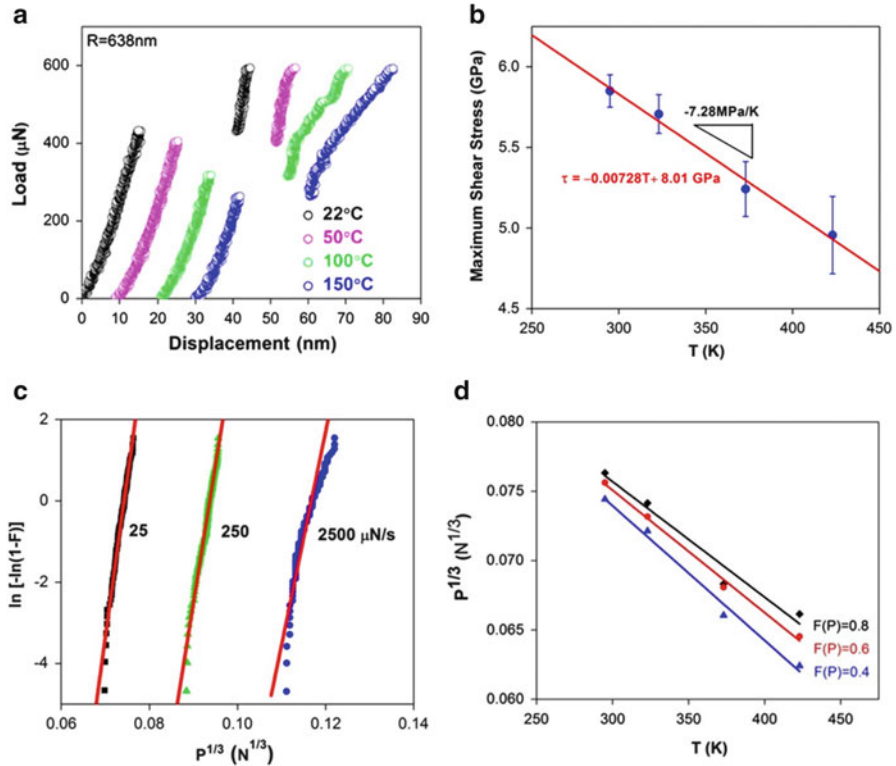 a
R=638nm
600
400
200
0
Load (μN)
22°C
50°C
100°C
150°C
0 10 20 30 40 50 60 70 80 90
Displacement (nm)
b
6.0
5.5
5.0
4.5
Maximum Shear Stress (GPa)
-7.28MPa/K
τ = -0.00728T+ 8.01 GPa
250 300 350 400 450
T (K)
c
2
0
-2
-4
ln [-ln(1-F)]
25
250
2500 μN/s
0.06 0.08 0.10 0.12 0.14
P^1/3 (N^1/3)
d
0.080
0.075
0.070
0.065
0.060
P^1/3 (N^1/3)
F(P)=0.8
F(P)=0.6
F(P)=0.4
250 300 350 400 450
T (K)